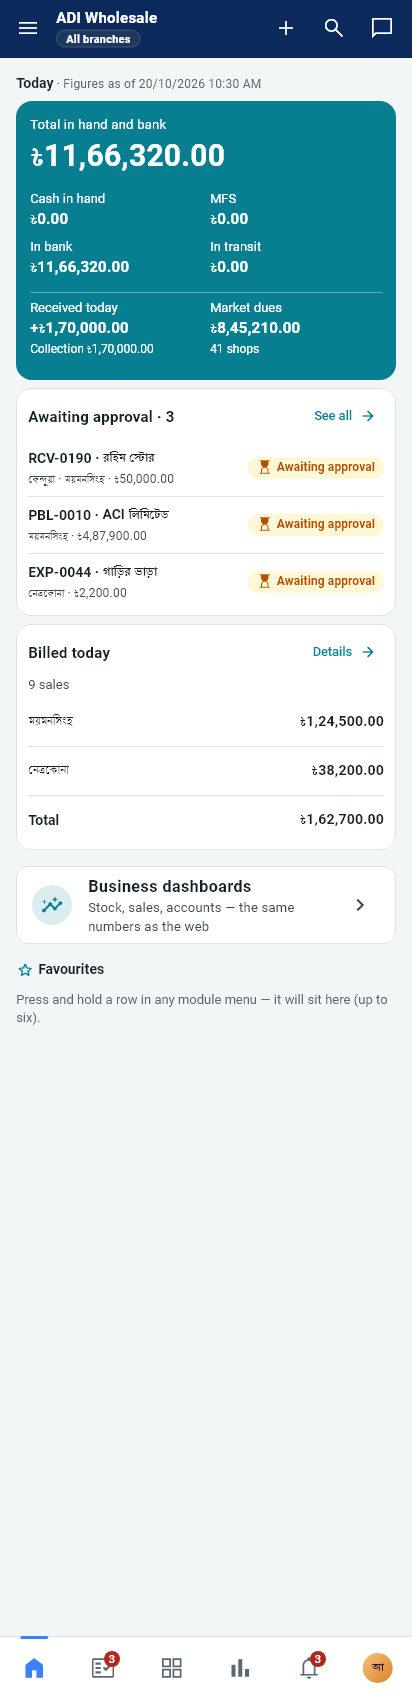 ADI Wholesale
All branches
Today · Figures as of 20/10/2026 10:30 AM
Total in hand and bank
৳11,66,320.00
Cash in hand
MFS
৳0.00
৳0.00
In bank
In transit
৳11,66,320.00
৳0.00
Received today
Market dues
+৳1,70,000.00
৳8,45,210.00
Collection ৳1,70,000.00
41 shops
Awaiting approval · 3
See all
RCV-0190 · রহিম স্টোর
কেন্দুয়া · ময়মনসিংহ · ৳50,000.00
Awaiting approval
PBL-0010 · ACI লিমিটেড
ময়মনসিংহ · ৳4,87,900.00
Awaiting approval
EXP-0044 · গাড়ির ভাড়া
নেত্রকোনা · ৳2,200.00
Awaiting approval
Billed today
Details
9 sales
ময়মনসিংহ
৳1,24,500.00
নেত্রকোনা
৳38,200.00
Total
৳1,62,700.00
Business dashboards
Stock, sales, accounts — the same
numbers as the web
Favourites
Press and hold a row in any module menu — it will sit here (up to
six).
3
3
আ